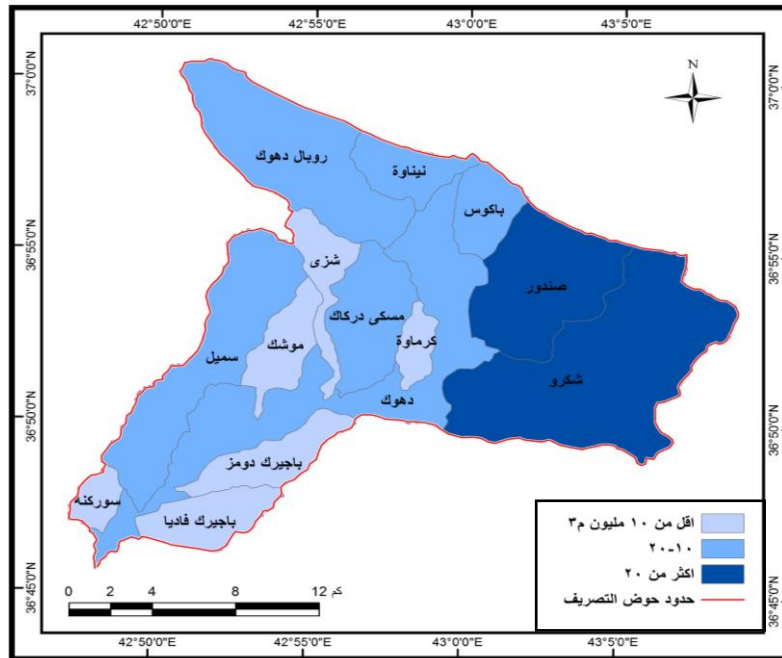 42°50'0"E
42°55'0"E
43°0'0"E
43°5'0"E
37°0'0"N
36°55'0"N
36°50'0"N
36°45'0"N
37°0'0"N
36°55'0"N
36°50'0"N
36°45'0"N
N
روبال دهوك
نيناوة
باكوس
شزى
صندور
مسكى دركاك
كرماوة
موشك
سميل
شكرو
دهوك
باجيرك دومز
سوركنه
باجيرك فاديا
اقل من ١٠ مليون م٣
١٠-٢٠
اكثر من ٢٠
حدود حوض التصريف
0 2 4 8 12 كم
42°50'0"E
42°55'0"E
43°0'0"E
43°5'0"E